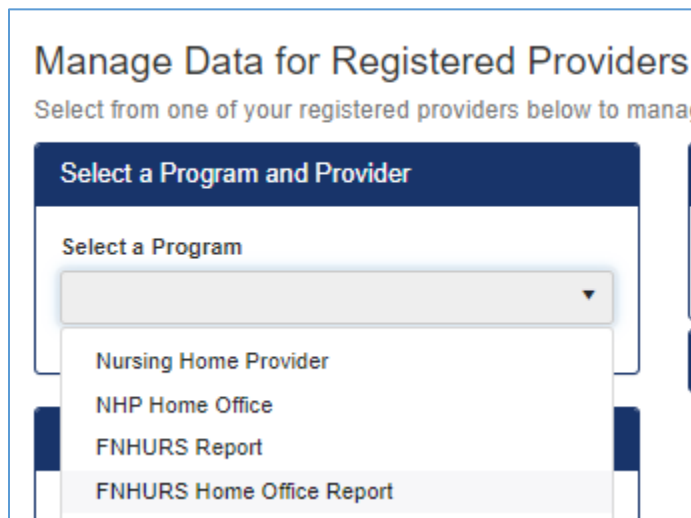 Manage Data for Registered Providers
Select from one of your registered providers below to
Select a Program and Provider
Select a Program
Nursing Home Provider
NHP Home Office
FNHURS Report
FNHURS Home Office Report